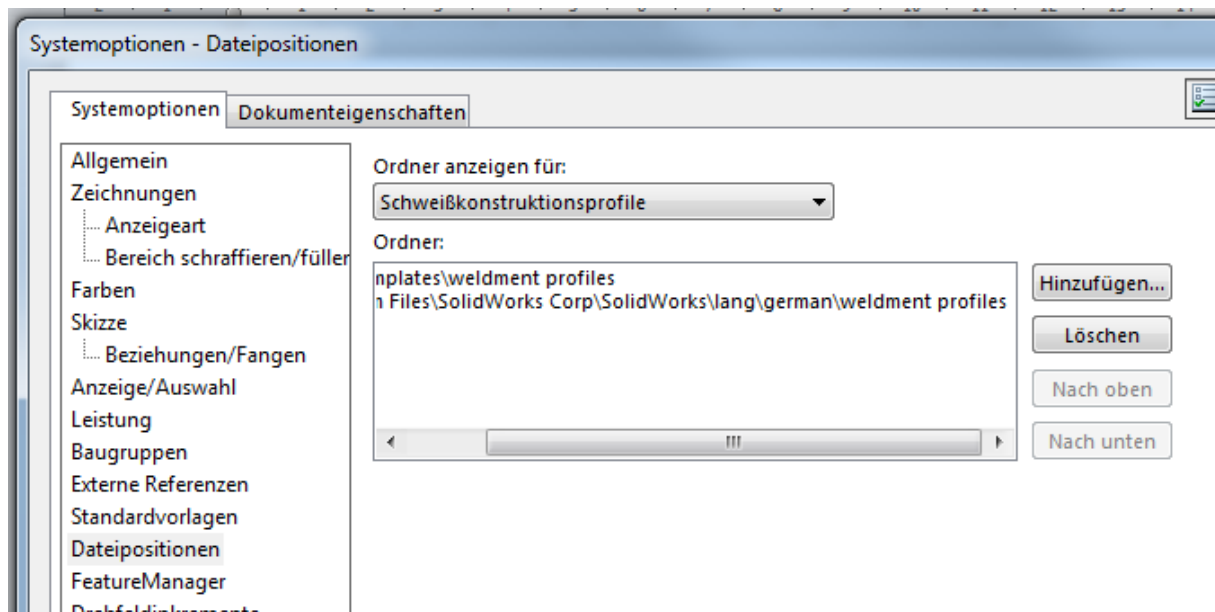 Systemoptionen - Dateipositionen
Systemoptionen
Dokumenteigenschaften
Allgemein
Zeichnungen
Anzeigeart
Bereich schraffieren/füller
Farben
Skizze
Beziehungen/Fangen
Anzeige/Auswahl
Leistung
Baugruppen
Externe Referenzen
Standardvorlagen
Dateipositionen
FeatureManager
Ordner anzeigen für:
Schweißkonstruktionsprofile
Ordner:
nplates\weldment profiles
n Files\SolidWorks Corp\SolidWorks\lang\german\weldment profiles
Hinzufügen...
Löschen
Nach oben
Nach unten